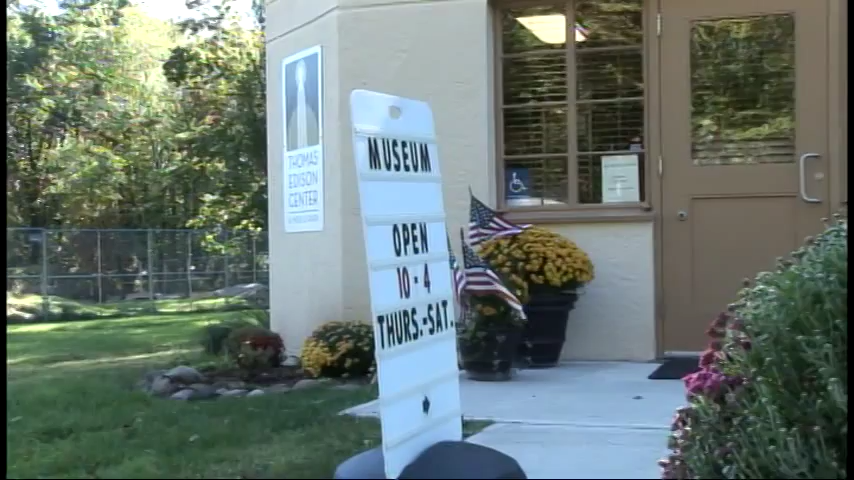 THOMAS
EDISON
CENTER
MUSEUM
OPEN
10-4
THURS.-SAT.